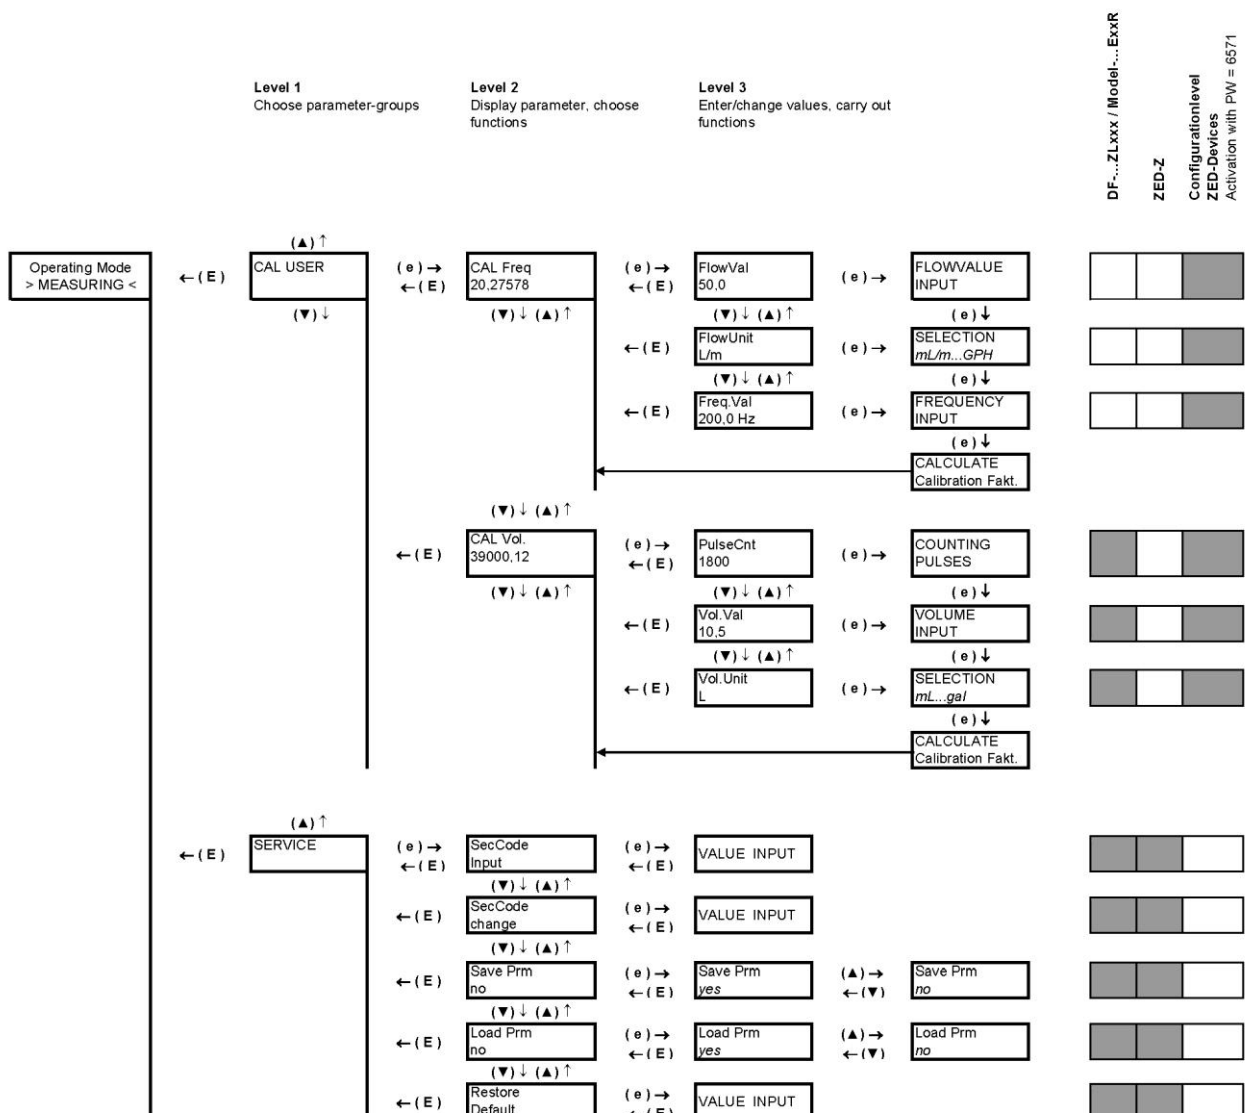 DF-...ZLxxx / Model-... ExxR
ZED-Z
Configurationlevel
ZED-Devices
Activation with PW = 6571
Level 1
Choose parameter-groups
Level 2
Display parameter, choose
functions
Level 3
Enter/change values, carry out
functions
(▲) ↑
Operating Mode
> MEASURING <
← ( E )
CAL USER
( e ) →
← ( E )
CAL Freq
20,27578
( e ) →
← ( E )
FlowVal
50,0
( e ) →
FLOWVALUE
INPUT
(▼) ↓
(▼) ↓ (▲) ↑
(▼) ↓ (▲) ↑
( e ) ↓
← ( E )
FlowUnit
L/m
( e ) →
SELECTION
mL/m...GPH
(▼) ↓ (▲) ↑
( e ) ↓
← ( E )
Freq.Val
200,0 Hz
( e ) →
FREQUENCY
INPUT
( e ) ↓
CALCULATE
Calibration Fakt.
(▼) ↓ (▲) ↑
← ( E )
CAL Vol.
39000,12
( e ) →
← ( E )
PulseCnt
1800
( e ) →
COUNTING
PULSES
(▼) ↓ (▲) ↑
(▼) ↓ (▲) ↑
( e ) ↓
← ( E )
Vol.Val
10,5
( e ) →
VOLUME
INPUT
(▼) ↓ (▲) ↑
( e ) ↓
← ( E )
Vol.Unit
L
( e ) →
SELECTION
mL...gal
( e ) ↓
CALCULATE
Calibration Fakt.
(▲) ↑
← ( E )
SERVICE
( e ) →
← ( E )
SecCode
Input
( e ) →
← ( E )
VALUE INPUT
(▼) ↓ (▲) ↑
← ( E )
SecCode
change
( e ) →
← ( E )
VALUE INPUT
(▼) ↓ (▲) ↑
← ( E )
Save Prm
no
( e ) →
← ( E )
Save Prm
yes
(▲) →
← (▼)
Save Prm
no
(▼) ↓ (▲) ↑
← ( E )
Load Prm
no
( e ) →
← ( E )
Load Prm
yes
(▲) →
← (▼)
Load Prm
no
(▼) ↓ (▲) ↑
← ( E )
Restore
Default
( e ) →
← ( E )
VALUE INPUT